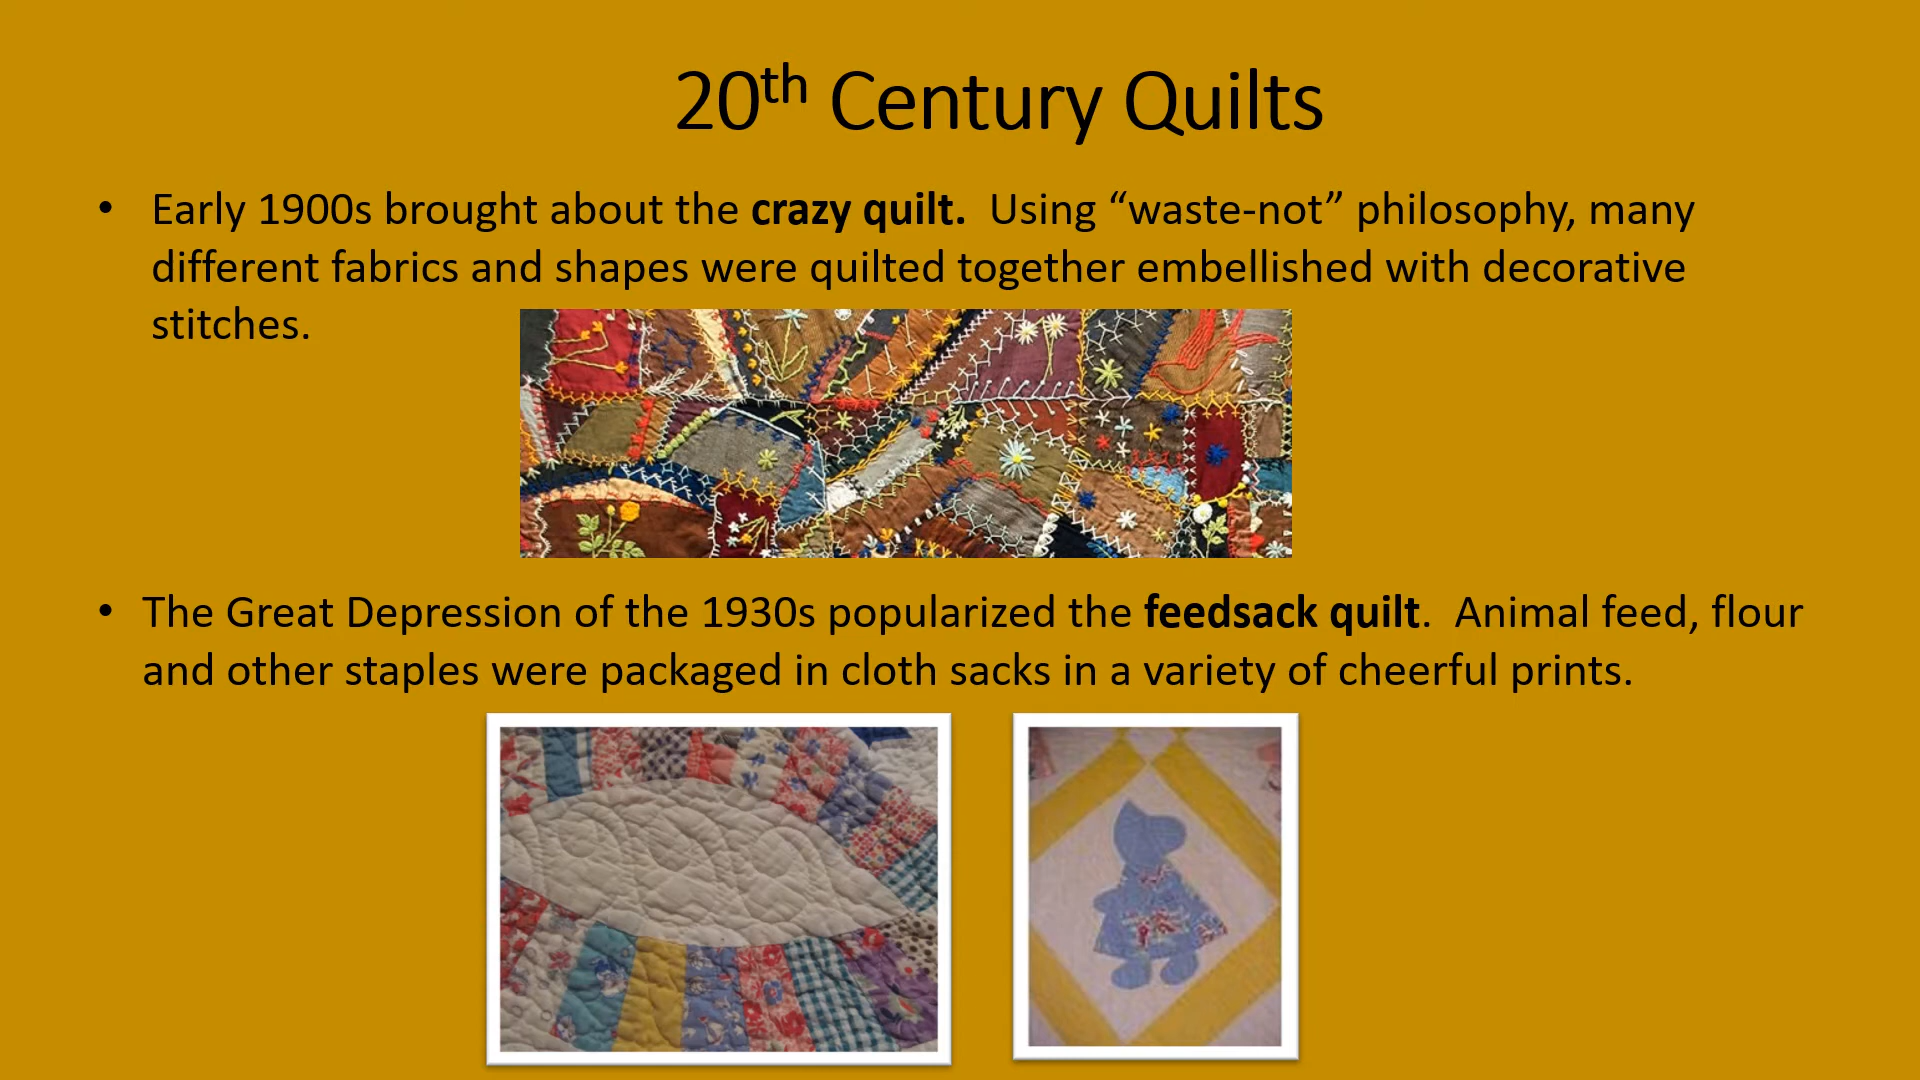 20th Century Quilts
• Early 1900s brought about the crazy quilt.  Using “waste-not” philosophy, many
different fabrics and shapes were quilted together embellished with decorative
stitches.
• The Great Depression of the 1930s popularized the feedsack quilt.  Animal feed, flour
and other staples were packaged in cloth sacks in a variety of cheerful prints.